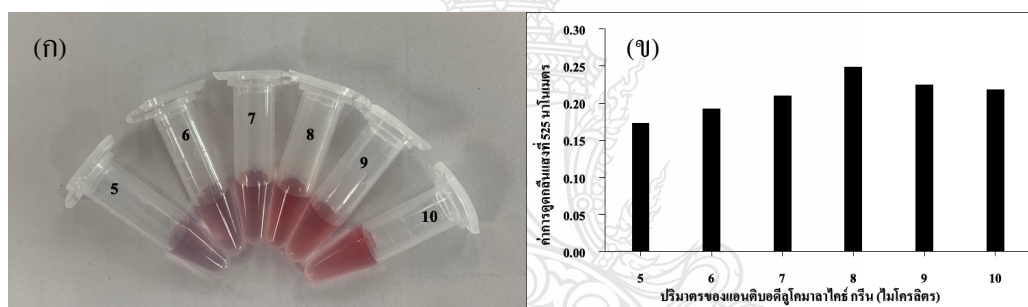 (ก)
5
6
7
8
9
10
(ข)
ค่าการดูดกลืนแสงที่ 525 นาโนเมตร
0.30
0.25
0.20
0.15
0.10
0.05
0.00
5 6 7 8 9 10
ปริมาตรของแอนติบอดีลูโคมาลาไคธ์ กรีน (ไมโครลิตร)